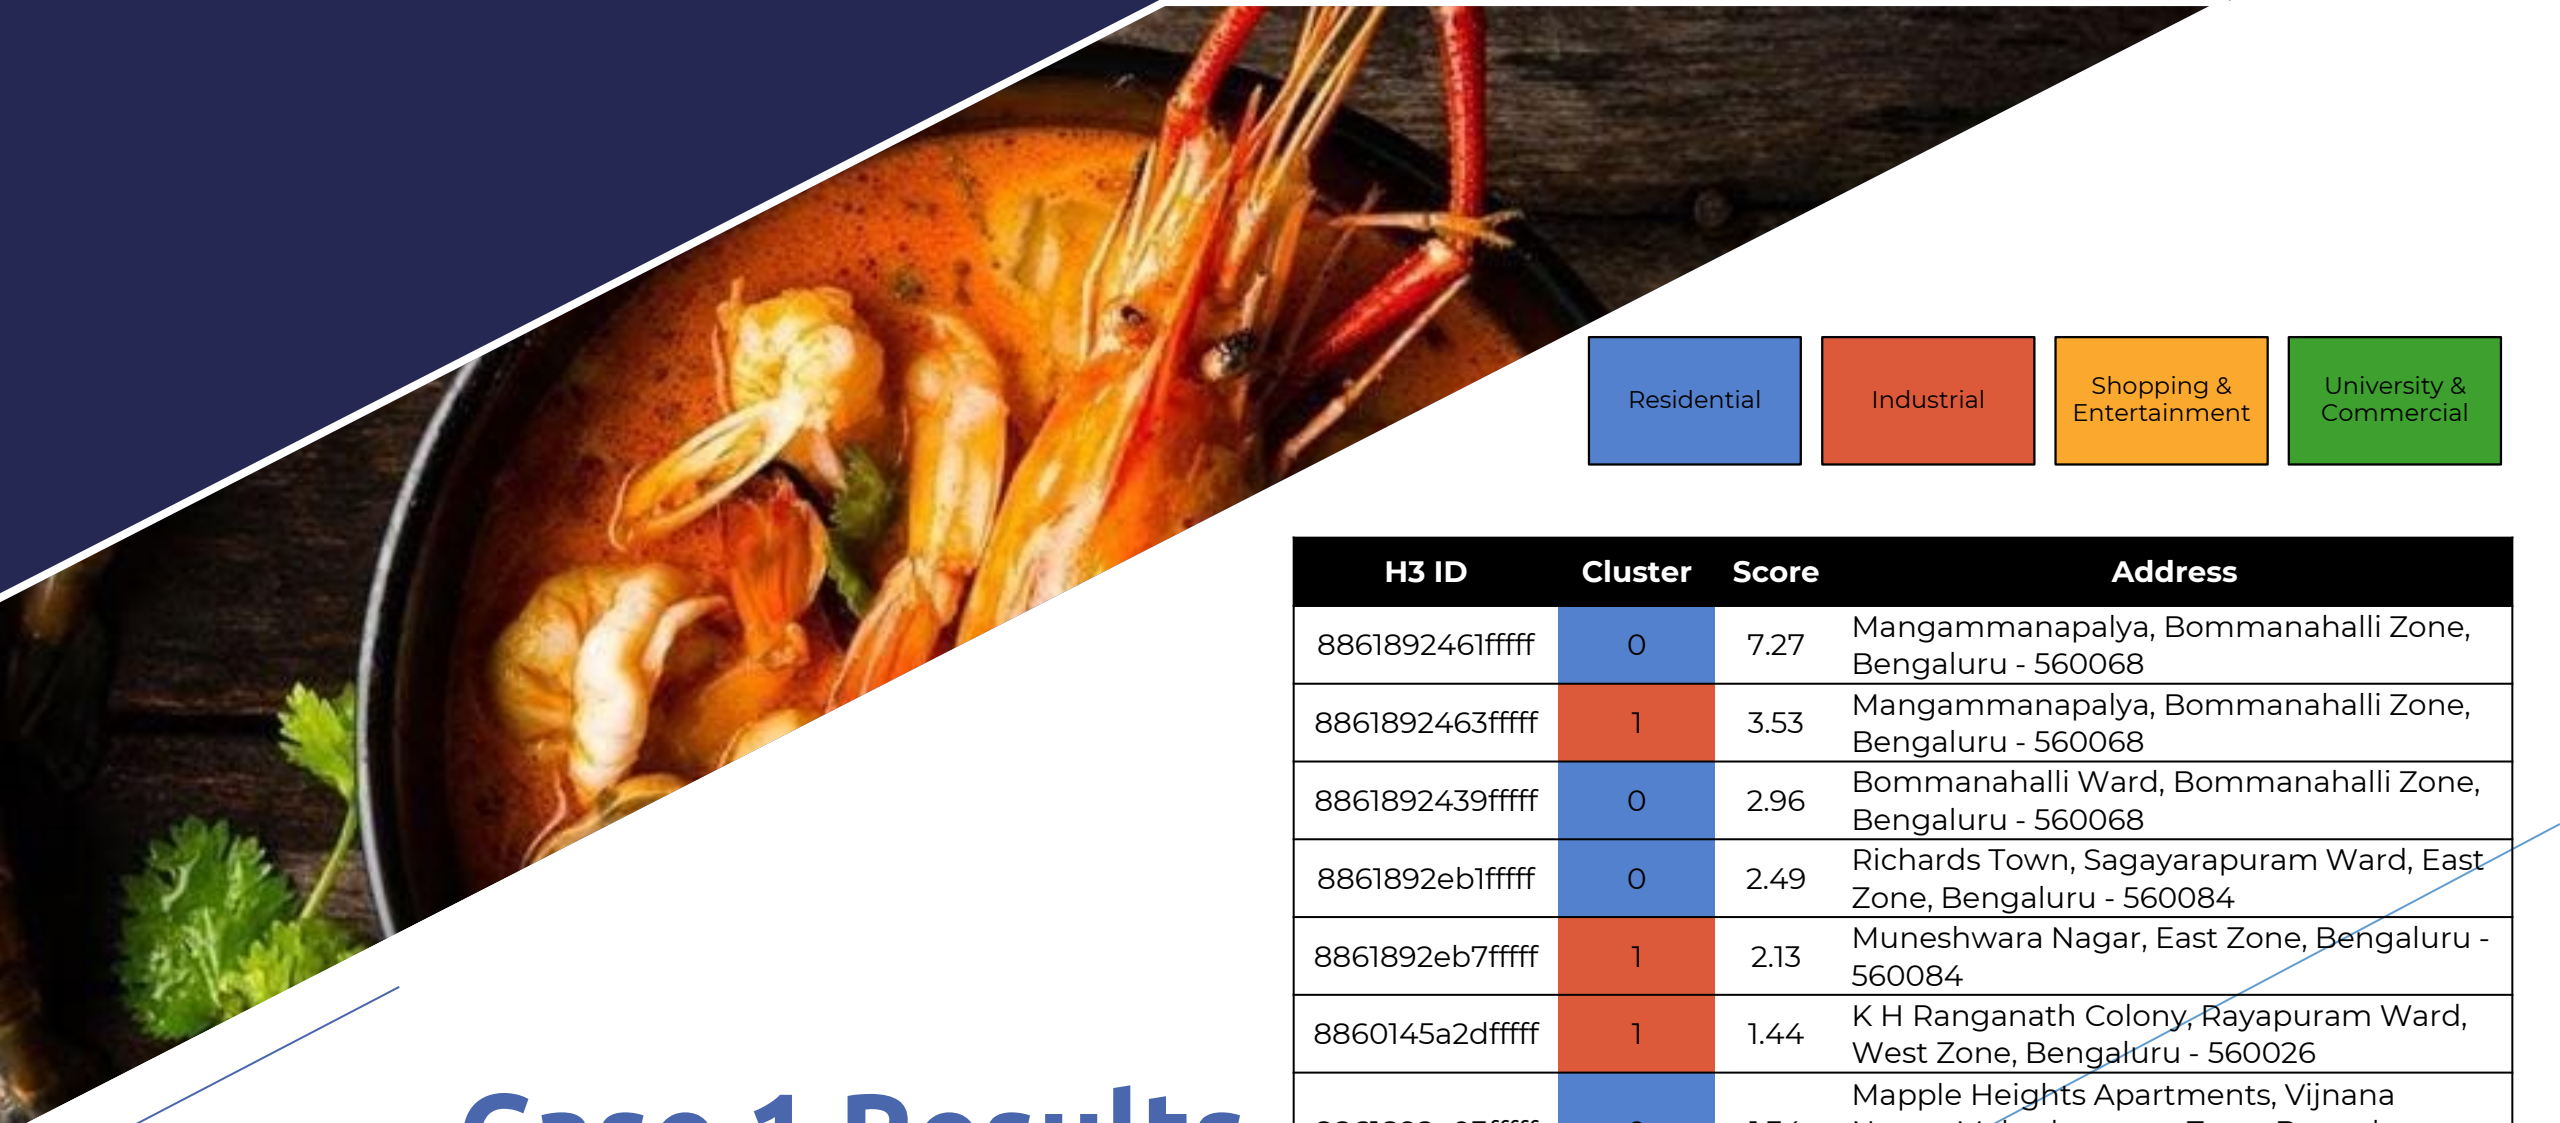 Residential
Industrial
Shopping &
Entertainment
University &
Commercial
H3 ID Cluster Score Address
8861892461fffff 0 7.27 Mangammanapalya, Bommanahalli Zone,
Bengaluru - 560068
8861892463fffff 1 3.53 Mangammanapalya, Bommanahalli Zone,
Bengaluru - 560068
8861892439fffff 0 2.96 Bommanahalli Ward, Bommanahalli Zone,
Bengaluru - 560068
8861892eb1fffff 0 2.49 Richards Town, Sagayarapuram Ward, East
Zone, Bengaluru - 560084
8861892eb7fffff 1 2.13 Muneshwara Nagar, East Zone, Bengaluru -
560084
8860145a2dfffff 1 1.44 K H Ranganath Colony, Rayapuram Ward,
West Zone, Bengaluru - 560026
Mapple Heights Apartments, Vijnana
Case 1 Results